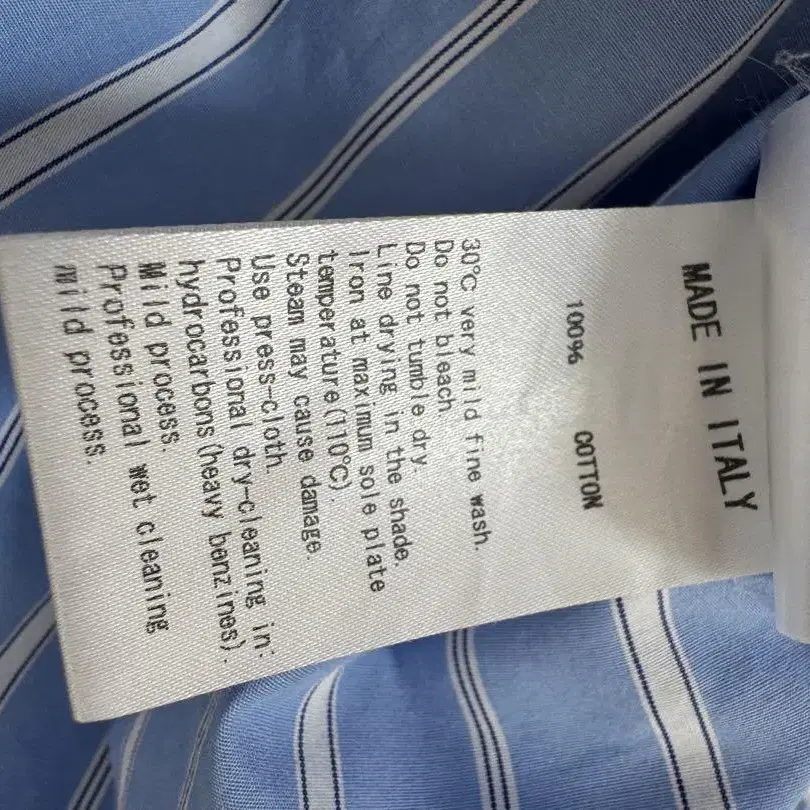 MADE IN ITALY
100% COTTON
30°C very mild fine wash.
Do not bleach
Do not tumble dry.
Line drying in the shade.
Iron at maximum sole plate
temperature(110°C)
Steam may cause damage.
Use press-cloth.
Professional dry-cleaning in:
hydrocarbons(heavy benzines).
Mild process.
Professional wet cleaning
mild process.